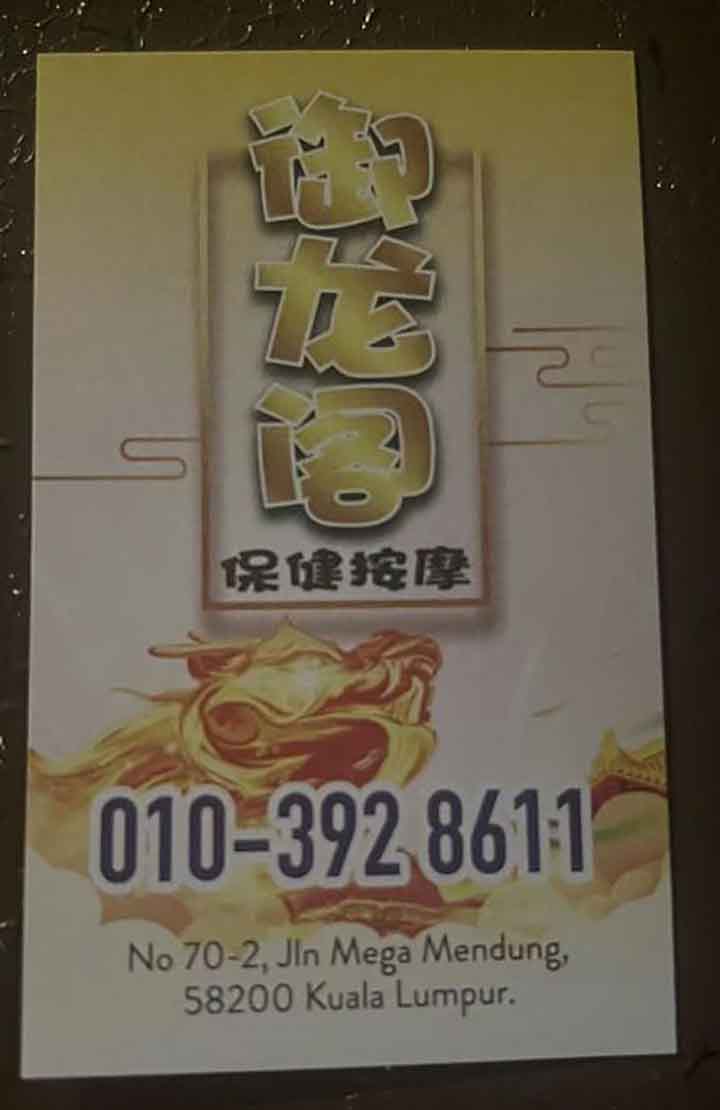 御龙阁
保健按摩
010-392 8611
No 70-2, Jln Mega Mendung,
58200 Kuala Lumpur.